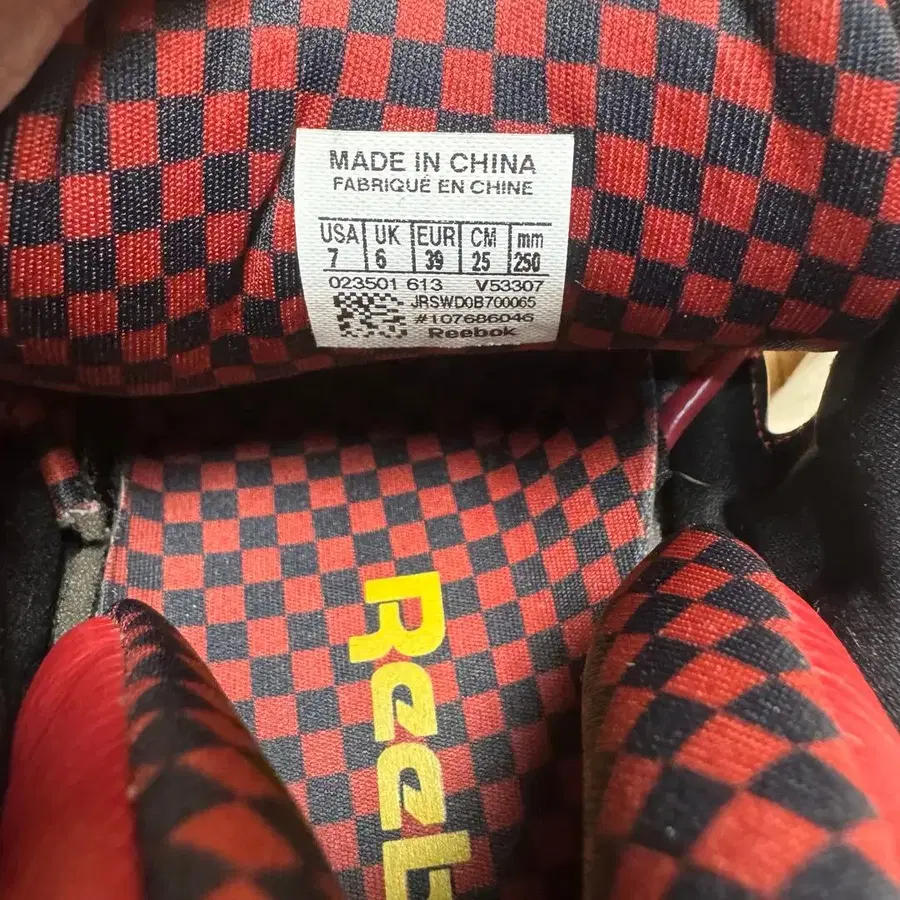 MADE IN CHINA
FABRIQUÉ EN CHINE
USA UK EUR CM mm
7 6 39 25 250
023501 613 V53307
JRSWD0B700065
#107686046
Reebok
Reeb